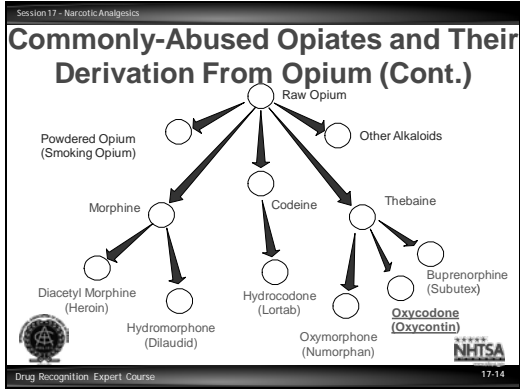 Session 17 - Narcotic Analgesics
Commonly-Abused Opiates and Their
Derivation From Opium (Cont.)
Raw Opium
Powdered Opium
(Smoking Opium)
Other Alkaloids
Morphine
Codeine
Thebaine
Diacetyl Morphine
(Heroin)
Hydromorphone
(Dilaudid)
Hydrocodone
(Lortab)
Oxymorphone
(Numorphan)
Oxycodone
(Oxycontin)
Buprenorphine
(Subutex)
NHTSA
Drug Recognition Expert Course
17-14